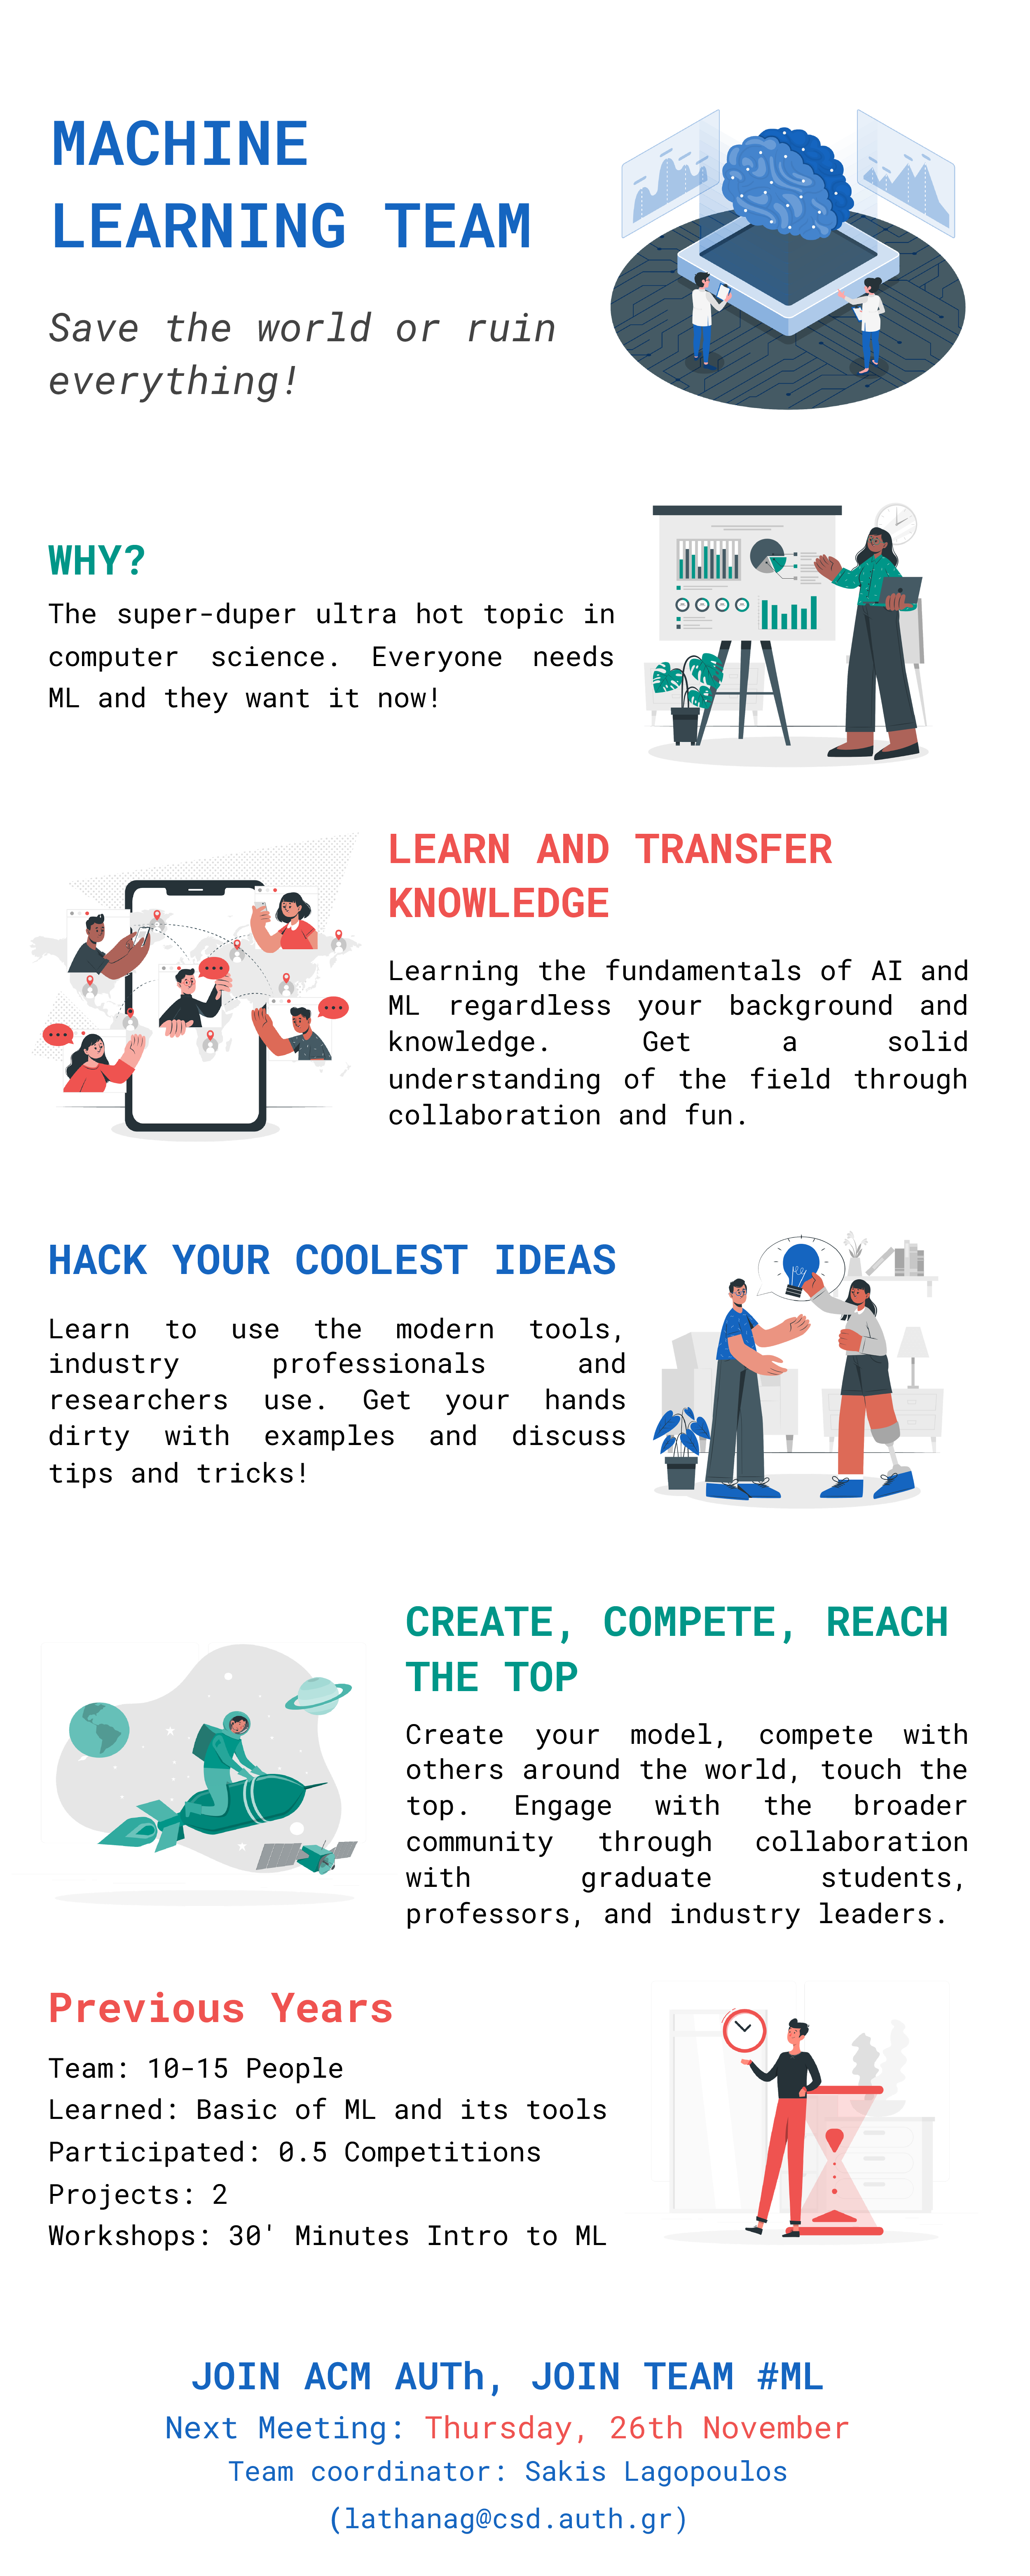 MACHINE
LEARNING TEAM
Save the world or ruin
everything!
WHY?
The super-duper ultra hot topic in
computer science. Everyone needs
ML and they want it now!
LEARN AND TRANSFER
KNOWLEDGE
Learning the fundamentals of AI and
ML regardless your background and
knowledge. Get a solid
understanding of the field through
collaboration and fun.
HACK YOUR COOLEST IDEAS
Learn to use the modern tools,
industry professionals and
researchers use. Get your hands
dirty with examples and discuss
tips and tricks!
CREATE, COMPETE, REACH
THE TOP
Create your model, compete with
others around the world, touch the
top. Engage with the broader
community through collaboration
with graduate students,
professors, and industry leaders.
Previous Years
Team: 10-15 People
Learned: Basic of ML and its tools
Participated: 0.5 Competitions
Projects: 2
Workshops: 30' Minutes Intro to ML
JOIN ACM AUTh, JOIN TEAM #ML
Next Meeting: Thursday, 26th November
Team coordinator: Sakis Lagopoulos
(lathanag@csd.auth.gr)